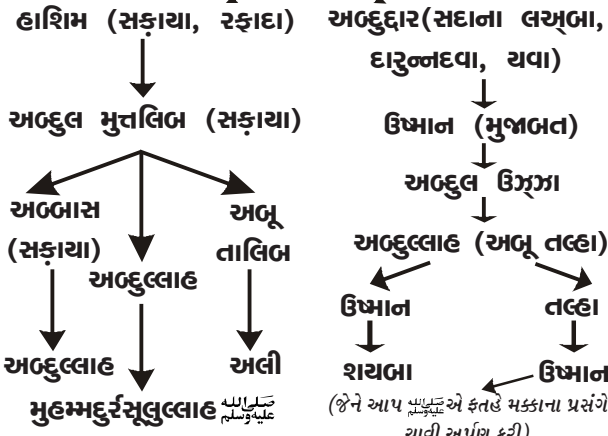 હાશિમ (સક઼ાયા, રફાદા)
અબ્દુલ મુત્તલિબ (સક઼ાયા)
અબ્બાસ
(સક઼ાયા)
અબૂ
તાલિબ
અબ્દુલ્લાહ
અબ્દુલ્લાહ
અલી
મુહમ્મદુર્રસૂલુલ્લાહ ﷺ
અબ્દુદ્દાર(સદાના લઅ્બા,
દારુન્નદવા, યવા)
ઉષ્માન (મુજાબત)
અબ્દુલ ઉઝ્ઝા
અબ્દુલ્લાહ (અબૂ તલ્હા)
ઉષ્માન
તલ્હા
શયબા
ઉષ્માન
(જેને આપ ﷺ એ ફતહે મક્કાના પ્રસંગે
ચાવી અર્પણ કરી)